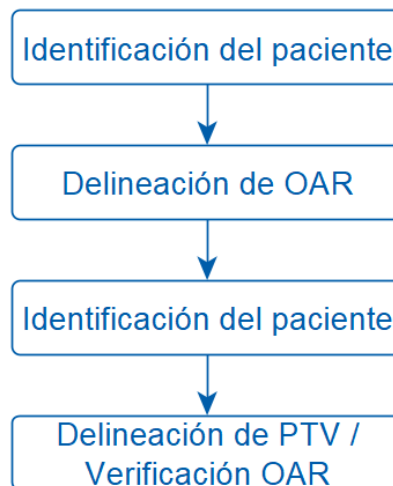 Identificación del paciente
Delineación de OAR
Identificación del paciente
Delineación de PTV /
Verificación OAR